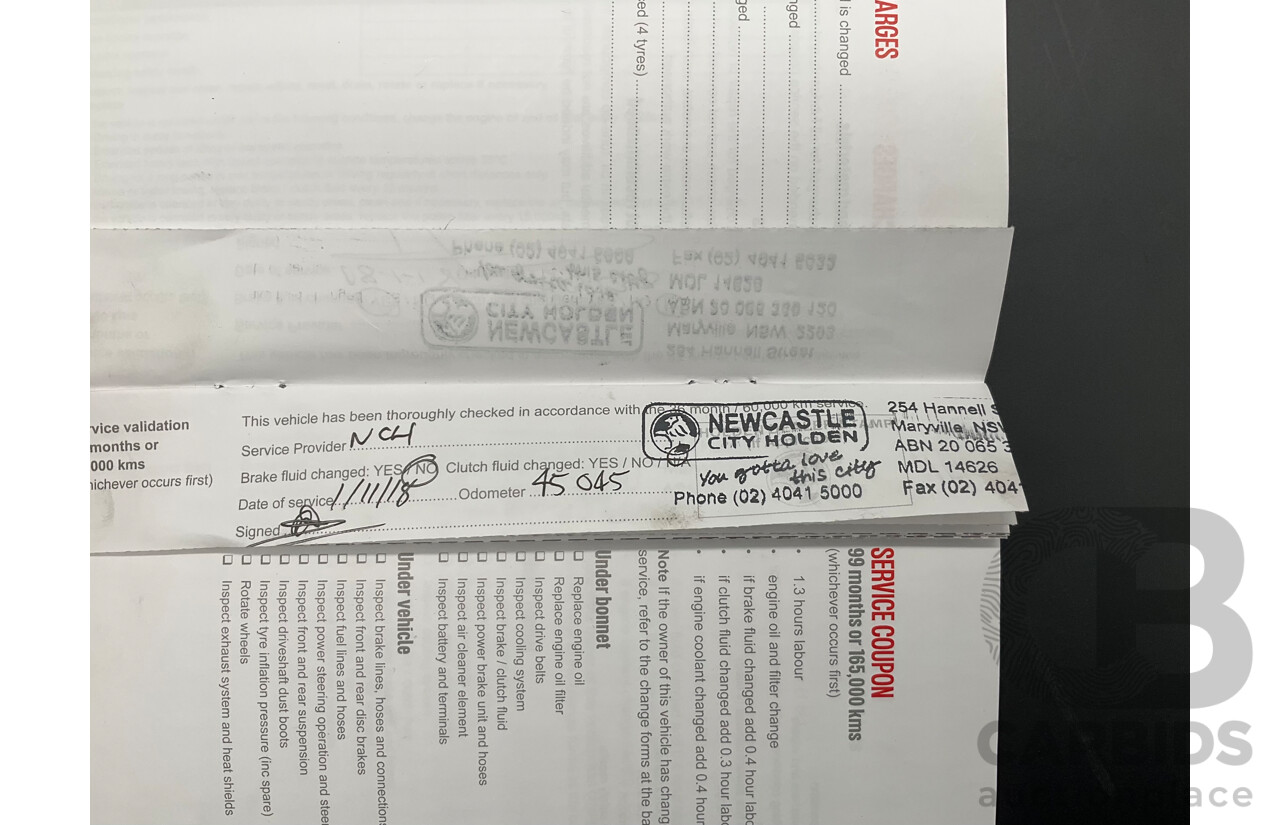 ARGES
l is changed
nged
ged
ed (4 tyres)
rvice validation
months or
000 kms
hichever occurs first)
This vehicle has been thoroughly checked in accordance with the 36 month / 60,000 km service.
Service Provider NCH
Brake fluid changed: YES / NO Clutch fluid changed: YES / NO / N/A
Date of service 1/11/18 Odometer 45 045
Signed
NEWCASTLE
CITY HOLDEN
You gotta love
this city
Phone (02) 4041 5000
254 Hannell S
Maryville NSW
ABN 20 065 3
MDL 14626
Fax (02) 404
SERVICE COUPON
99 months or 165,000 kms
(whichever occurs first)
• 1.3 hours labour
• engine oil and filter change
• if brake fluid changed add 0.4 hour labo
• if clutch fluid changed add 0.3 hour labo
• if engine coolant changed add 0.4 hour
Note If the owner of this vehicle has chang
service, refer to the change forms at the ba
Under bonnet
❏ Replace engine oil
❏ Replace engine oil filter
❏ Inspect drive belts
❏ Inspect cooling system
❏ Inspect brake / clutch fluid
❏ Inspect power brake unit and hoses
❏ Inspect air cleaner element
❏ Inspect battery and terminals
Under vehicle
❏ Inspect brake lines, hoses and connections
❏ Inspect front and rear disc brakes
❏ Inspect fuel lines and hoses
❏ Inspect power steering operation and steer
❏ Inspect front and rear suspension
❏ Inspect driveshaft dust boots
❏ Inspect tyre inflation pressure (inc spare)
❏ Rotate wheels
❏ Inspect exhaust system and heat shields